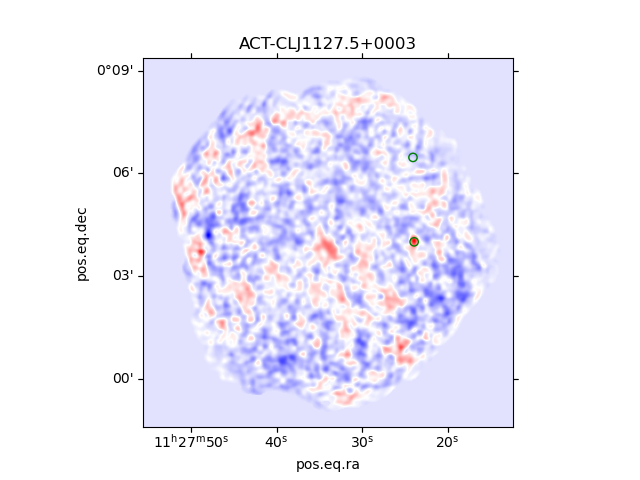 ACT-CLJ1127.5+0003
0°09'
06'
03'
00'
pos.eq.dec
11ʰ27ᵐ50ˢ 40ˢ 30ˢ 20ˢ
pos.eq.ra